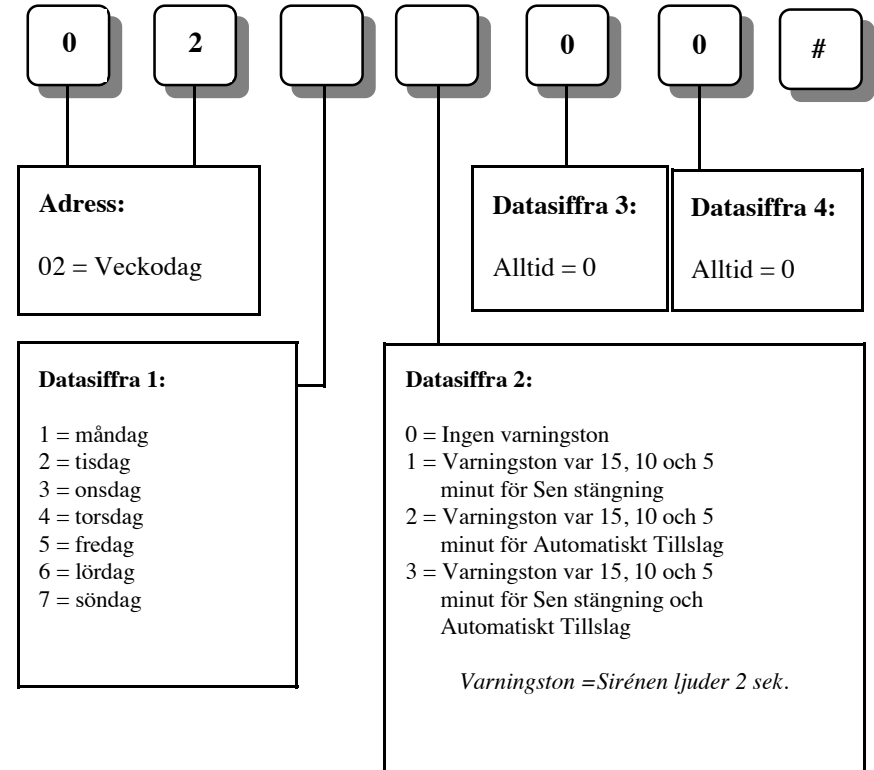 0 2 0 0 #
Adress:
02 = Veckodag
Datasiffra 3:
Alltid = 0
Datasiffra 4:
Alltid = 0
Datasiffra 1:
1 = måndag
2 = tisdag
3 = onsdag
4 = torsdag
5 = fredag
6 = lördag
7 = söndag
Datasiffra 2:
0 = Ingen varningston
1 = Varningston var 15, 10 och 5
minut för Sen stängning
2 = Varningston var 15, 10 och 5
minut för Automatiskt Tillslag
3 = Varningston var 15, 10 och 5
minut för Sen stängning och
Automatiskt Tillslag
Varningston =Sirénen ljuder 2 sek.